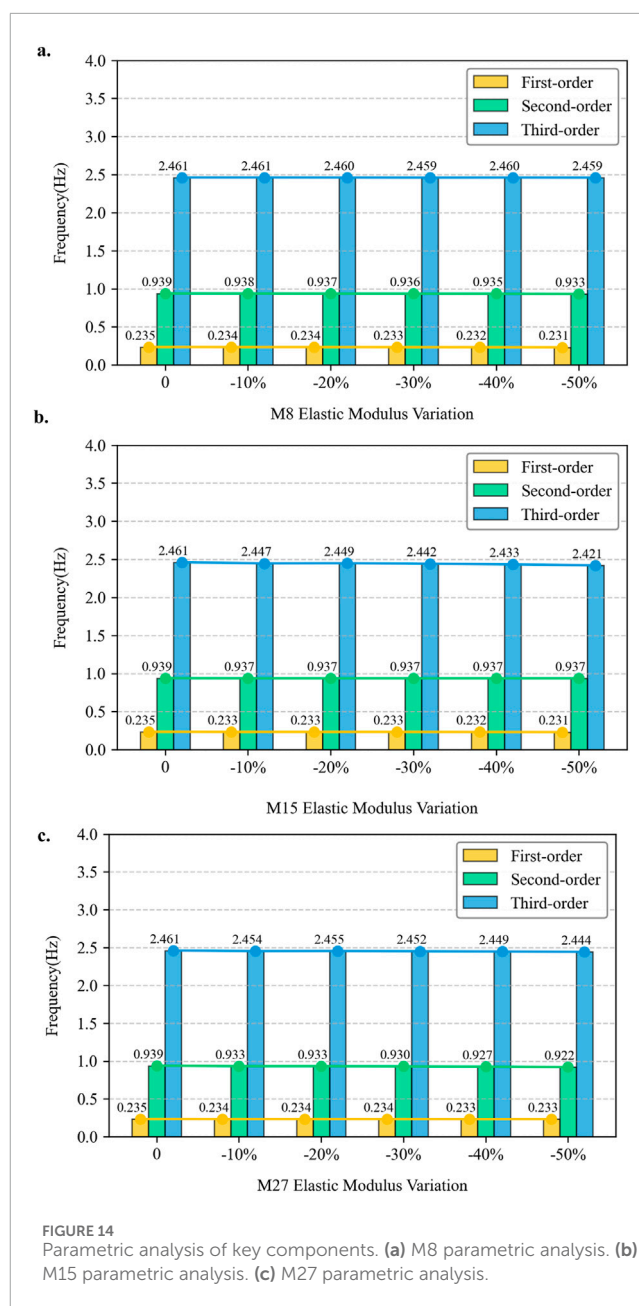 a.
4.0
3.5
3.0
2.5
2.0
1.5
1.0
0.5
0.0
Frequency(Hz)
First-order
Second-order
Third-order
2.461 2.461 2.460 2.459 2.460 2.459
0.939 0.938 0.937 0.936 0.935 0.933
0.235 0.234 0.234 0.233 0.232 0.231
0 -10% -20% -30% -40% -50%
M8 Elastic Modulus Variation
b.
4.0
3.5
3.0
2.5
2.0
1.5
1.0
0.5
0.0
Frequency(Hz)
First-order
Second-order
Third-order
2.461 2.447 2.449 2.442 2.433 2.421
0.939 0.937 0.937 0.937 0.937 0.937
0.235 0.233 0.233 0.233 0.232 0.231
0 -10% -20% -30% -40% -50%
M15 Elastic Modulus Variation
c.
4.0
3.5
3.0
2.5
2.0
1.5
1.0
0.5
0.0
Frequency(Hz)
First-order
Second-order
Third-order
2.461 2.454 2.455 2.452 2.449 2.444
0.939 0.933 0.933 0.930 0.927 0.922
0.235 0.234 0.234 0.234 0.233 0.233
0 -10% -20% -30% -40% -50%
M27 Elastic Modulus Variation
FIGURE 14
Parametric analysis of key components. (a) M8 parametric analysis. (b)
M15 parametric analysis. (c) M27 parametric analysis.